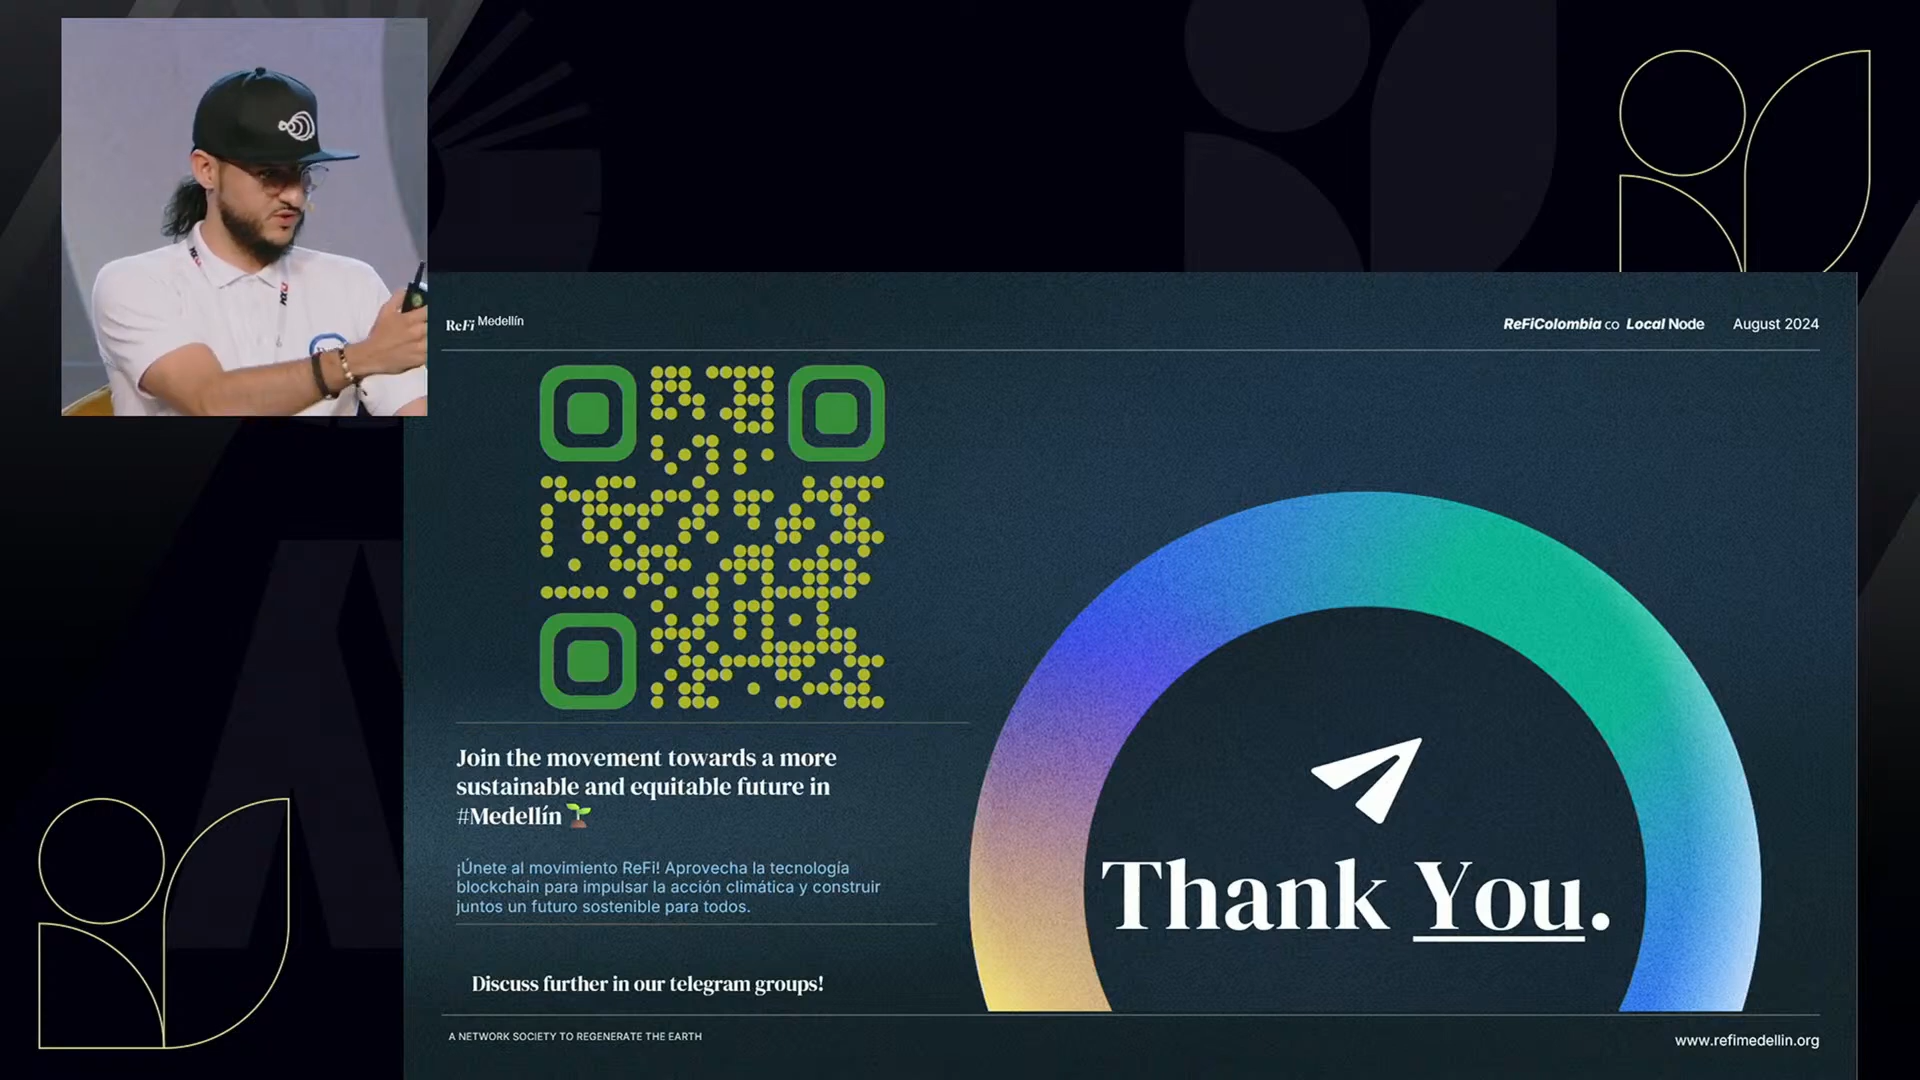 ReFi Medellín
ReFiColombia co Local Node
August 2024
Join the movement towards a more
sustainable and equitable future in
#Medellín 🌱
¡Únete al movimiento ReFi! Aprovecha la tecnología
blockchain para impulsar la acción climática y construir
juntos un futuro sostenible para todos.
Discuss further in our telegram groups!
Thank You.
A NETWORK SOCIETY TO REGENERATE THE EARTH
www.refimedellin.org